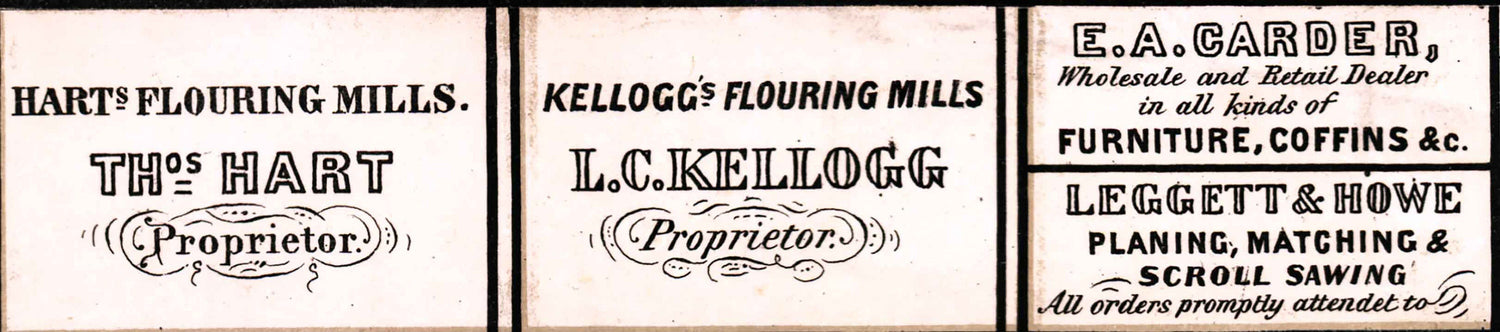 HARTS FLOURING MILLS.
THOS HART
Proprietor.
KELLOGG'S FLOURING MILLS
L.C. KELLOGG
Proprietor.
E. A. CARDER,
Wholesale and Retail Dealer
in all kinds of
FURNITURE, COFFINS &c.
LEGGETT & HOWE
PLANING, MATCHING &
SCROLL SAWING
All orders promptly attendet to